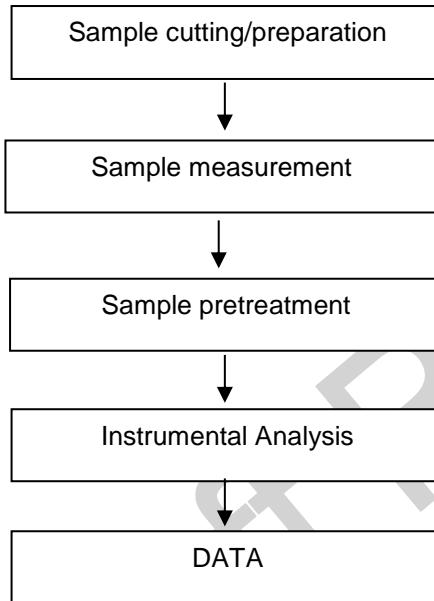 Sample cutting/preparation
Sample measurement
Sample pretreatment
Instrumental Analysis
DATA